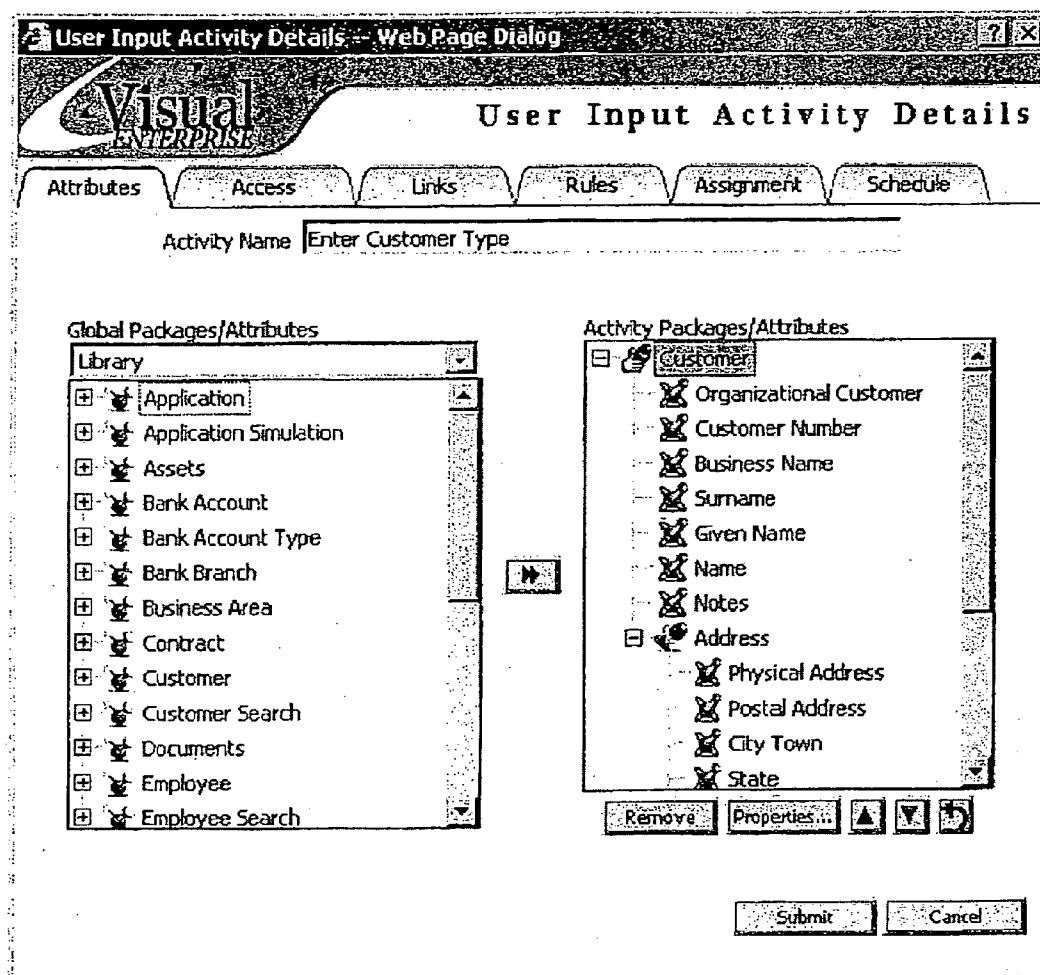 User Input Activity Details -- Web Page Dialog
Visual
ENTERPRISE
User Input Activity Details
Attributes Access Links Rules Assignment Schedule
Activity Name Enter Customer Type
Global Packages/Attributes
Library
Application
Application Simulation
Assets
Bank Account
Bank Account Type
Bank Branch
Business Area
Contract
Customer
Customer Search
Documents
Employee
Employee Search
Activity Packages/Attributes
Customer
Organizational Customer
Customer Number
Business Name
Surname
Given Name
Name
Notes
Address
Physical Address
Postal Address
City Town
State
Remove Properties...
Submit Cancel